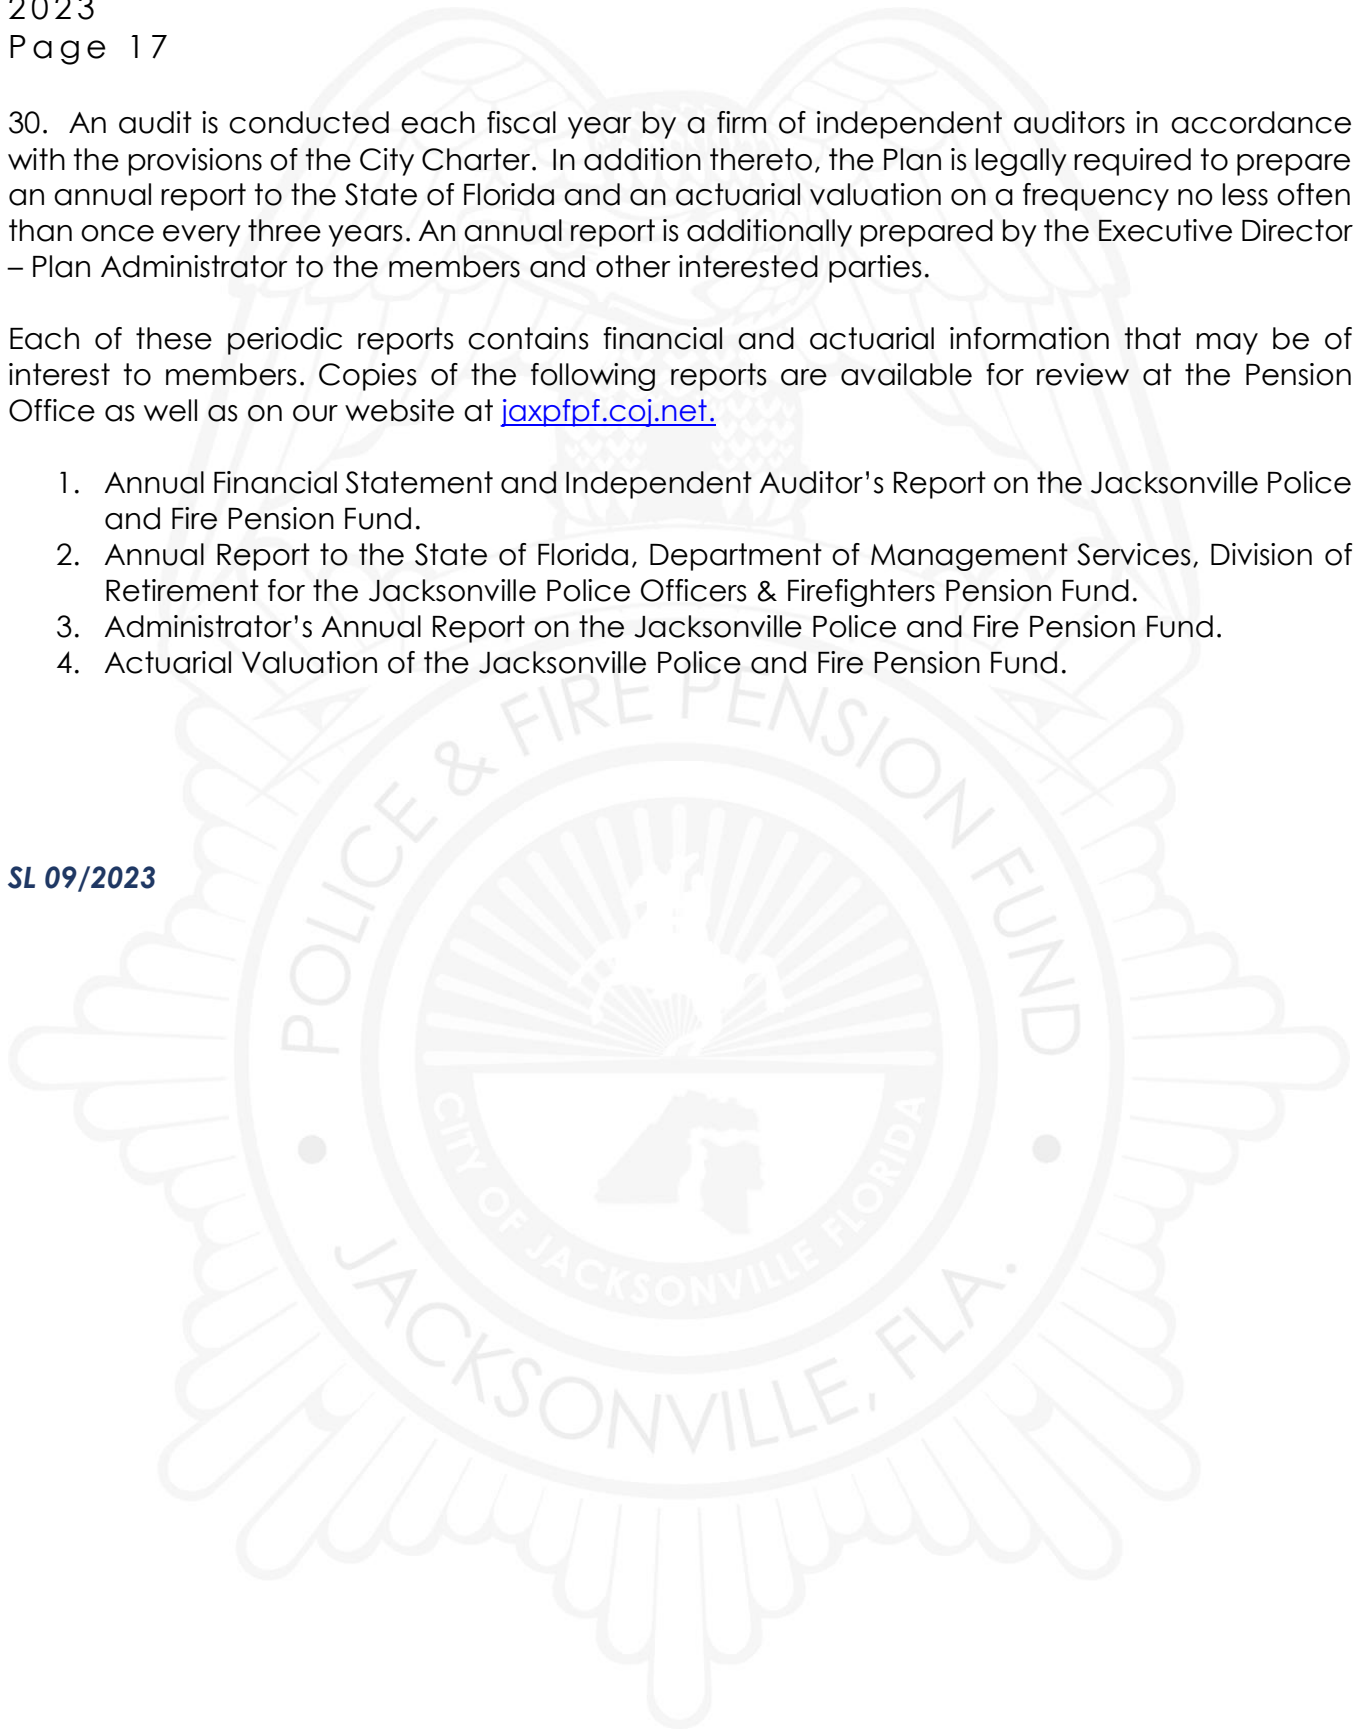 2023
Page 17
30. An audit is conducted each fiscal year by a firm of independent auditors in accordance
with the provisions of the City Charter. In addition thereto, the Plan is legally required to prepare
an annual report to the State of Florida and an actuarial valuation on a frequency no less often
than once every three years. An annual report is additionally prepared by the Executive Director
– Plan Administrator to the members and other interested parties.
Each of these periodic reports contains financial and actuarial information that may be of
interest to members. Copies of the following reports are available for review at the Pension
Office as well as on our website at jaxpfpf.coj.net.
1. Annual Financial Statement and Independent Auditor’s Report on the Jacksonville Police
and Fire Pension Fund.
2. Annual Report to the State of Florida, Department of Management Services, Division of
Retirement for the Jacksonville Police Officers & Firefighters Pension Fund.
3. Administrator’s Annual Report on the Jacksonville Police and Fire Pension Fund.
4. Actuarial Valuation of the Jacksonville Police and Fire Pension Fund.
SL 09/2023
POLICE & FIRE PENSION FUND
CITY OF JACKSONVILLE FLORIDA
JACKSONVILLE, FLA.